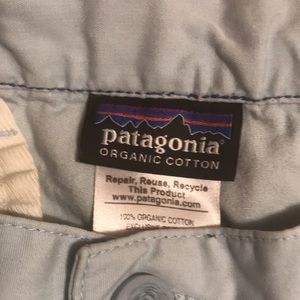 patagonia®
ORGANIC COTTON
Repair, Reuse, Recycle
This Product
www.patagonia.com
100% ORGANIC COTTON